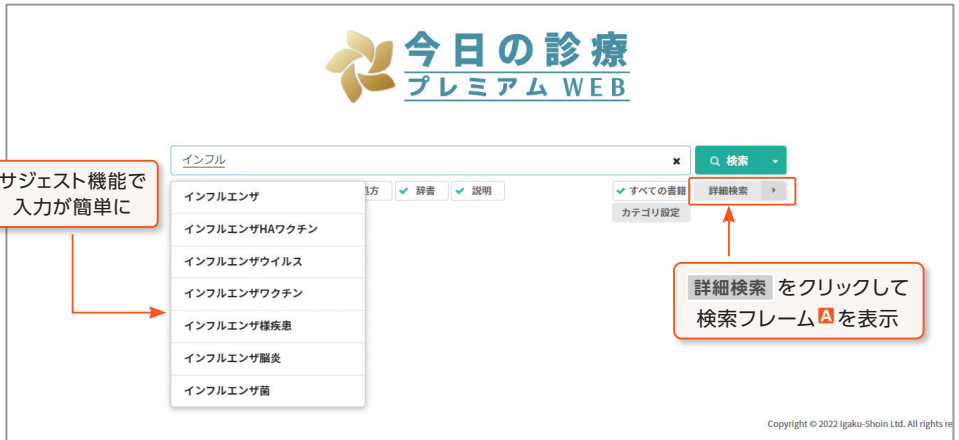 今日の診療
プレミアム WEB
インフル
検索
サジェスト機能で
入力が簡単に
処方 辞書 説明
すべての書籍
詳細検索
カテゴリ設定
インフルエンザ
インフルエンザHAワクチン
インフルエンザウイルス
インフルエンザワクチン
インフルエンザ様疾患
インフルエンザ脳炎
インフルエンザ菌
詳細検索 をクリックして
検索フレームAを表示
Copyright © 2022 Igaku-Shoin Ltd. All rights re